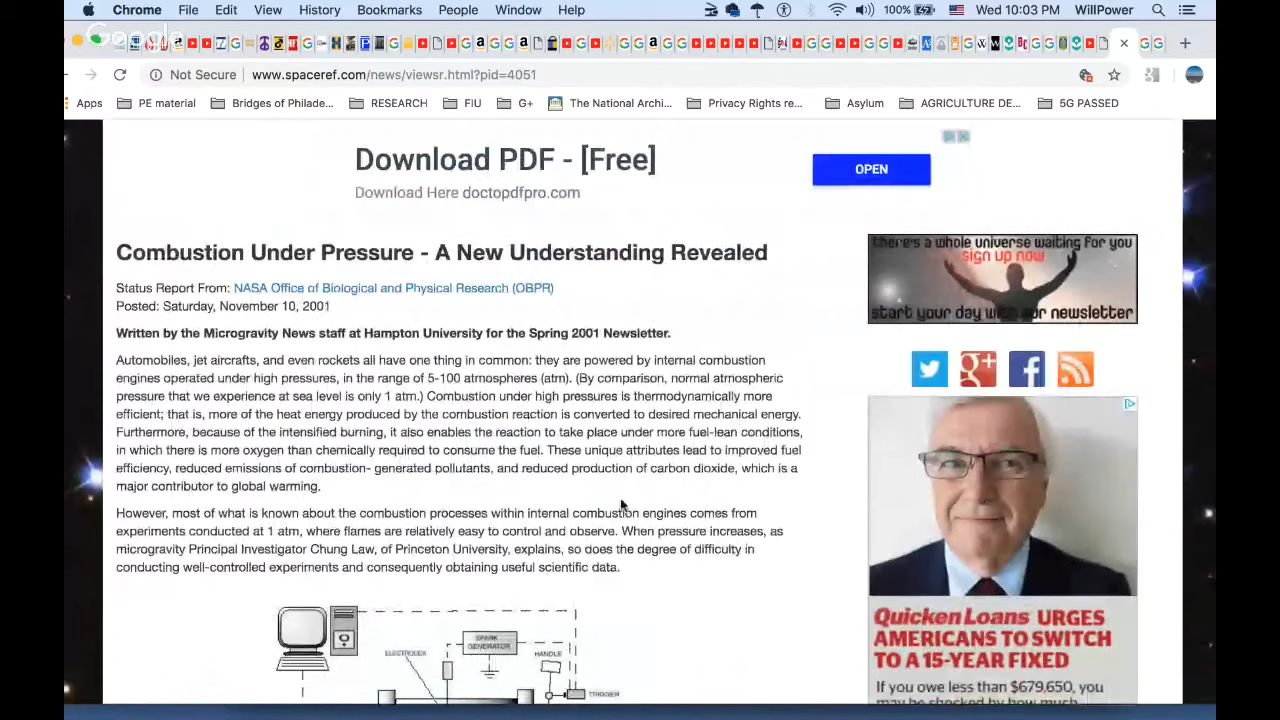 Chrome File Edit View History Bookmarks People Window Help 100% Wed 10:03 PM WillPower
Google
Not Secure www.spaceref.com/news/viewsr.html?pid=4051
Apps PE material Bridges of Philade... RESEARCH FIU G+ The National Archi... Privacy Rights re... Asylum AGRICULTURE DE... 5G PASSED
Download PDF - [Free]
Download Here doctopdfpro.com
OPEN
Combustion Under Pressure - A New Understanding Revealed
Status Report From: NASA Office of Biological and Physical Research (OBPR)
Posted: Saturday, November 10, 2001
Written by the Microgravity News staff at Hampton University for the Spring 2001 Newsletter.
Automobiles, jet aircrafts, and even rockets all have one thing in common: they are powered by internal combustion
engines operated under high pressures, in the range of 5-100 atmospheres (atm). (By comparison, normal atmospheric
pressure that we experience at sea level is only 1 atm.) Combustion under high pressures is thermodynamically more
efficient; that is, more of the heat energy produced by the combustion reaction is converted to desired mechanical energy.
Furthermore, because of the intensified burning, it also enables the reaction to take place under more fuel-lean conditions,
in which there is more oxygen than chemically required to consume the fuel. These unique attributes lead to improved fuel
efficiency, reduced emissions of combustion- generated pollutants, and reduced production of carbon dioxide, which is a
major contributor to global warming.
However, most of what is known about the combustion processes within internal combustion engines comes from
experiments conducted at 1 atm, where flames are relatively easy to control and observe. When pressure increases, as
microgravity Principal Investigator Chung Law, of Princeton University, explains, so does the degree of difficulty in
conducting well-controlled experiments and consequently obtaining useful scientific data.
SPARK
GENERATOR
ELECTRODES
HANDLE
TRIGGER
there's a whole universe waiting for you
sign up now
start your day with our newsletter
Quicken Loans URGES
AMERICANS TO SWITCH
TO A 15-YEAR FIXED
If you owe less than $679,650, you
may be shocked by how much